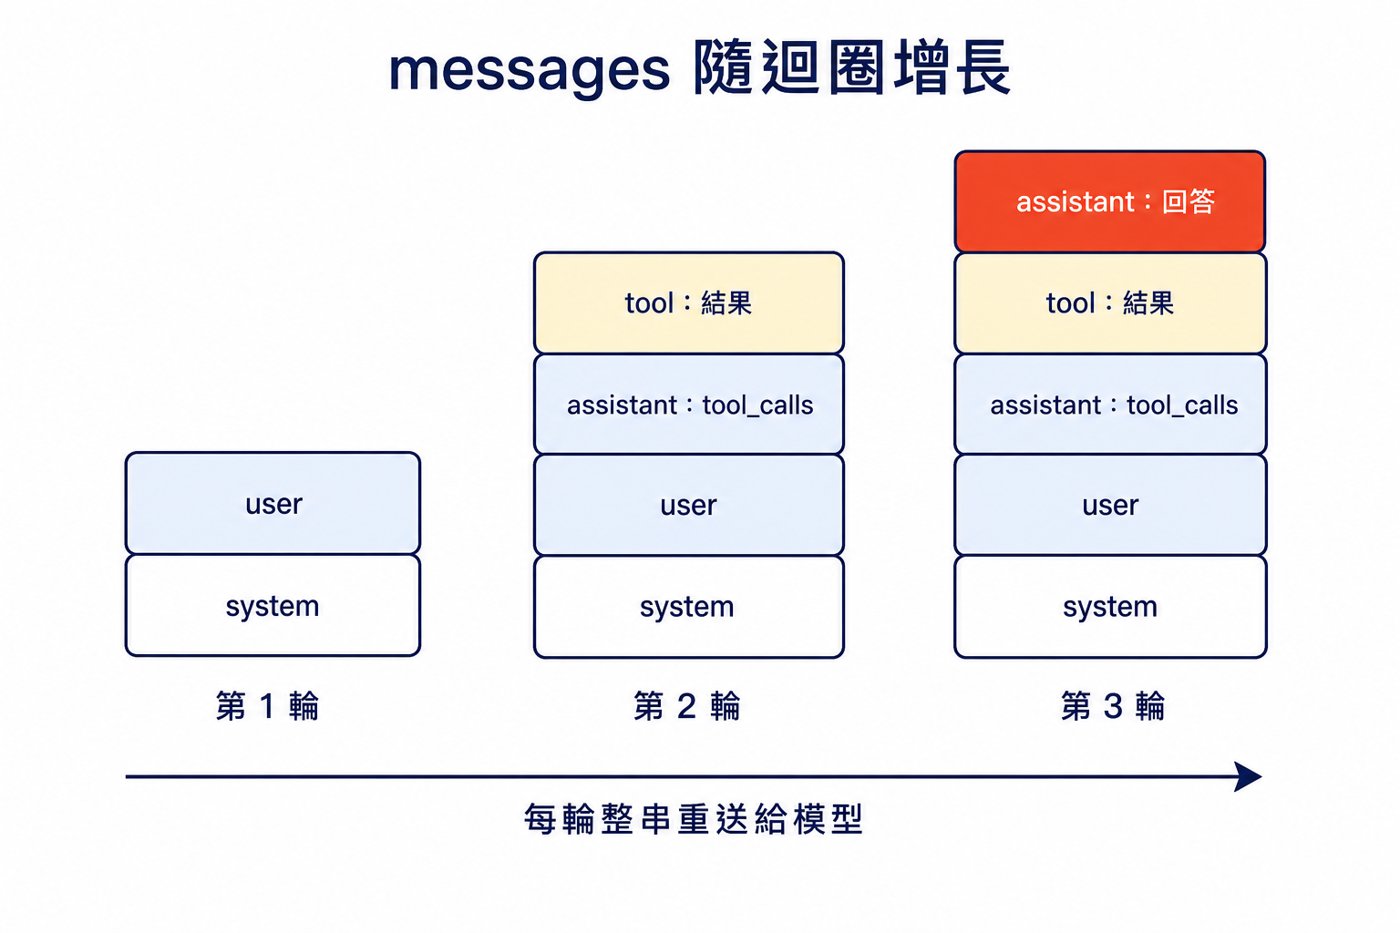 messages 隨迴圈增長
user
system
第 1 輪
tool：結果
assistant：tool_calls
user
system
第 2 輪
assistant：回答
tool：結果
assistant：tool_calls
user
system
第 3 輪
每輪整串重送給模型